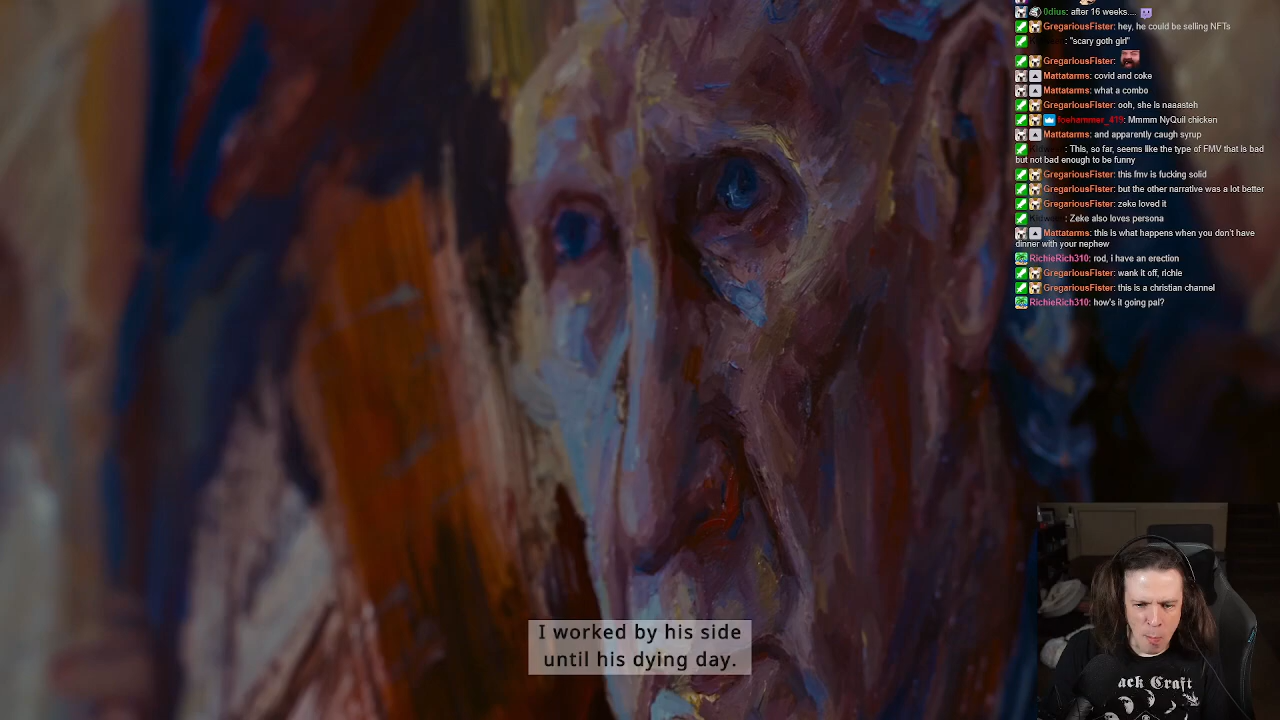 0dius: after 16 weeks....
GregariousFister: hey, he could be selling NFTs
: "scary goth girl"
GregariousFister:
Mattatarms: covid and coke
Mattatarms: what a combo
GregariousFister: ooh, she is naaasteh
foehammer_419: Mmmm NyQuil chicken
Mattatarms: and apparently caugh syrup
: This, so far, seems like the type of FMV that is bad
but not bad enough to be funny
GregariousFister: this fmv is fucking solid
GregariousFister: but the other narrative was a lot better
GregariousFister: zeke loved it
: Zeke also loves persona
Mattatarms: this is what happens when you don't have
dinner with your nephew
RichieRich310: rod, i have an erection
GregariousFister: wank it off, richie
GregariousFister: this is a christian channel
RichieRich310: how's it going pal?
I worked by his side
until his dying day.
ack Craft